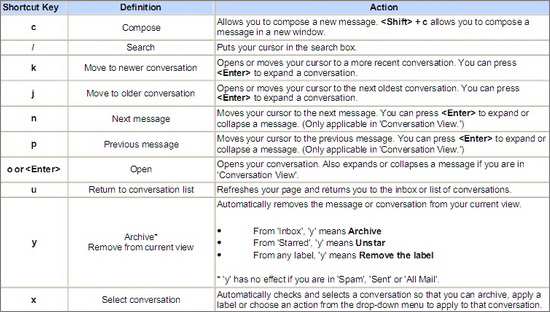 Shortcut Key Definition Action
c Compose Allows you to compose a new message. <Shift> + c allows you to compose a
message in a new window.
/ Search Puts your cursor in the search box.
k Move to newer conversation Opens or moves your cursor to a more recent conversation. You can press
<Enter> to expand a conversation.
j Move to older conversation Opens or moves your cursor to the next oldest conversation. You can press
<Enter> to expand a conversation.
n Next message Moves your cursor to the next message. You can press <Enter> to expand or
collapse a message. (Only applicable in 'Conversation View.')
p Previous message Moves your cursor to the previous message. You can press <Enter> to expand or
collapse a message. (Only applicable in 'Conversation View.')
o or <Enter> Open Opens your conversation. Also expands or collapses a message if you are in
'Conversation View'.
u Return to conversation list Refreshes your page and returns you to the inbox or list of conversations.
y Archive*
Remove from current view
Automatically removes the message or conversation from your current view.
• From 'Inbox', 'y' means Archive
• From 'Starred', 'y' means Unstar
• From any label, 'y' means Remove the label
* 'y' has no effect if you are in 'Spam', 'Sent' or 'All Mail'.
x Select conversation Automatically checks and selects a conversation so that you can archive, apply a
label or choose an action from the drop-down menu to apply to that conversation.